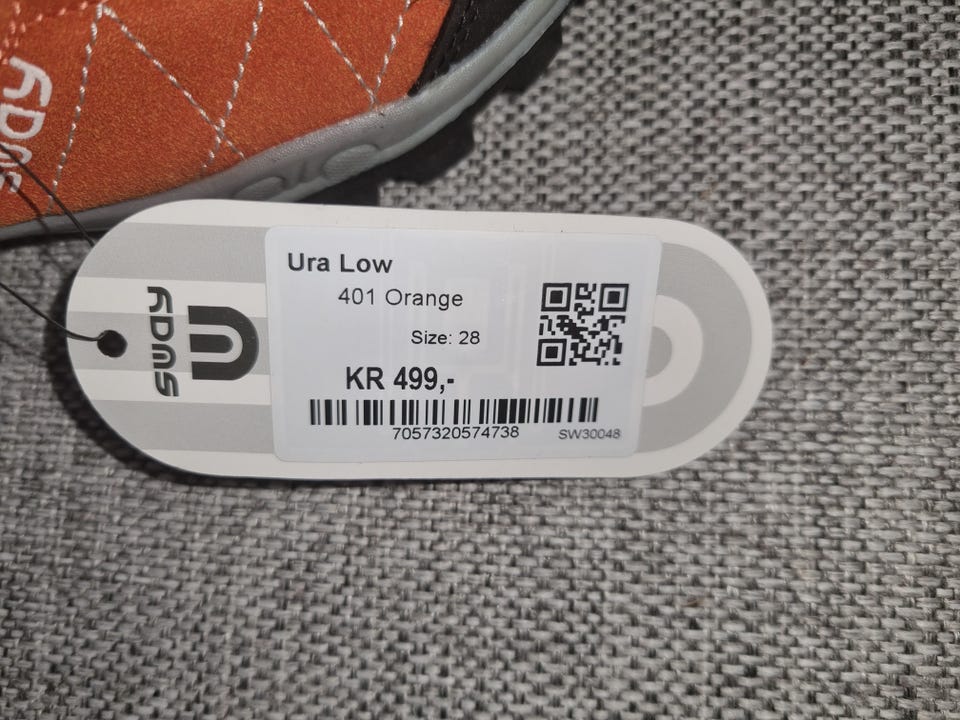 Ura Low
401 Orange
Size: 28
KR 499,-
7057320574738
SW30048